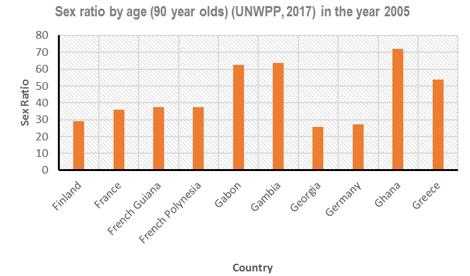 Sex ratio by age (90 year olds) (UNWPP, 2017) in the year 2005
80
70
60
50
40
30
20
10
0
Sex Ratio
Finland
France
French Guiana
French Polynesia
Gabon
Gambia
Georgia
Germany
Ghana
Greece
Country